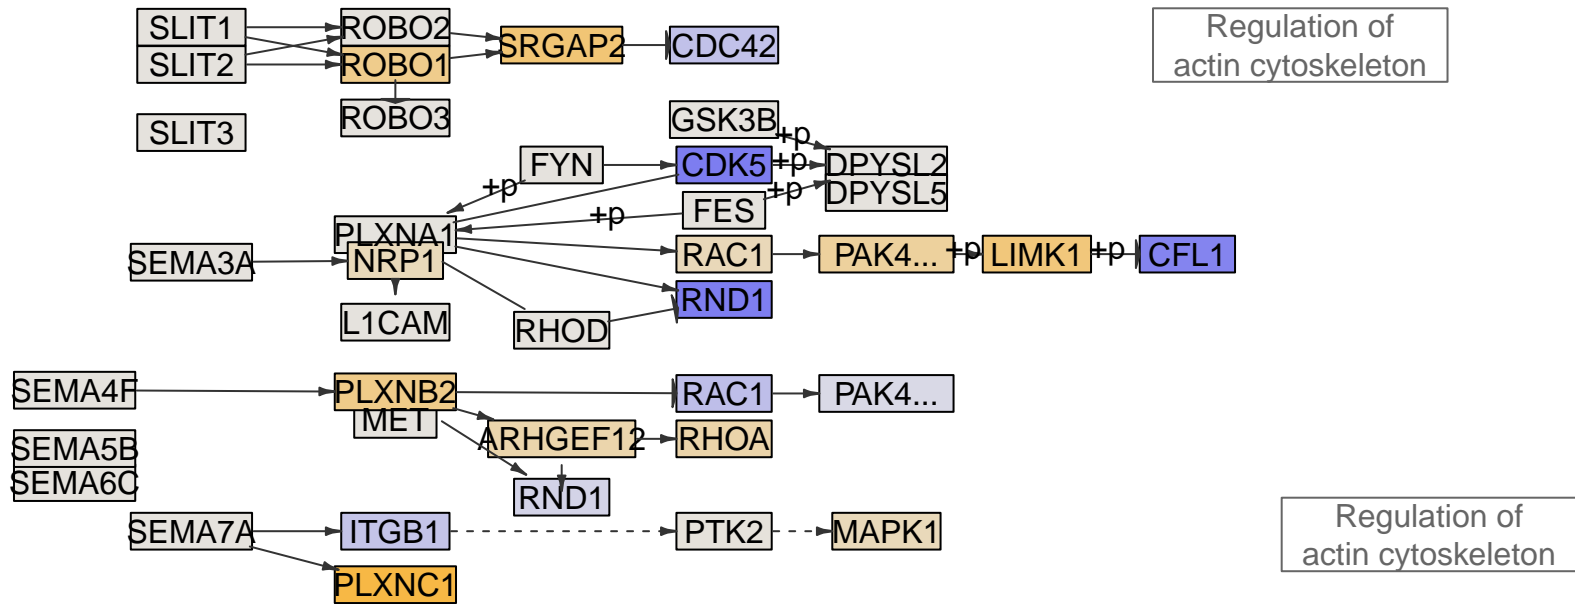 SLIT1
ROBO2
SRGAP2
CDC42
Regulation of
actin cytoskeleton
SLIT2
ROBO1
SLIT3
ROBO3
GSK3B
+p
FYN
CDK5
+p
DPYSL2
+p
FES
+p
DPYSL5
+p
PLXNA1
SEMA3A
NRP1
RAC1
PAK4...
+p
LIMK1
+p
CFL1
RND1
L1CAM
RHOD
SEMA4F
PLXNB2
RAC1
PAK4...
MET
ARHGEF12
RHOA
SEMA5B
SEMA6C
RND1
SEMA7A
ITGB1
PTK2
MAPK1
Regulation of
actin cytoskeleton
PLXNC1